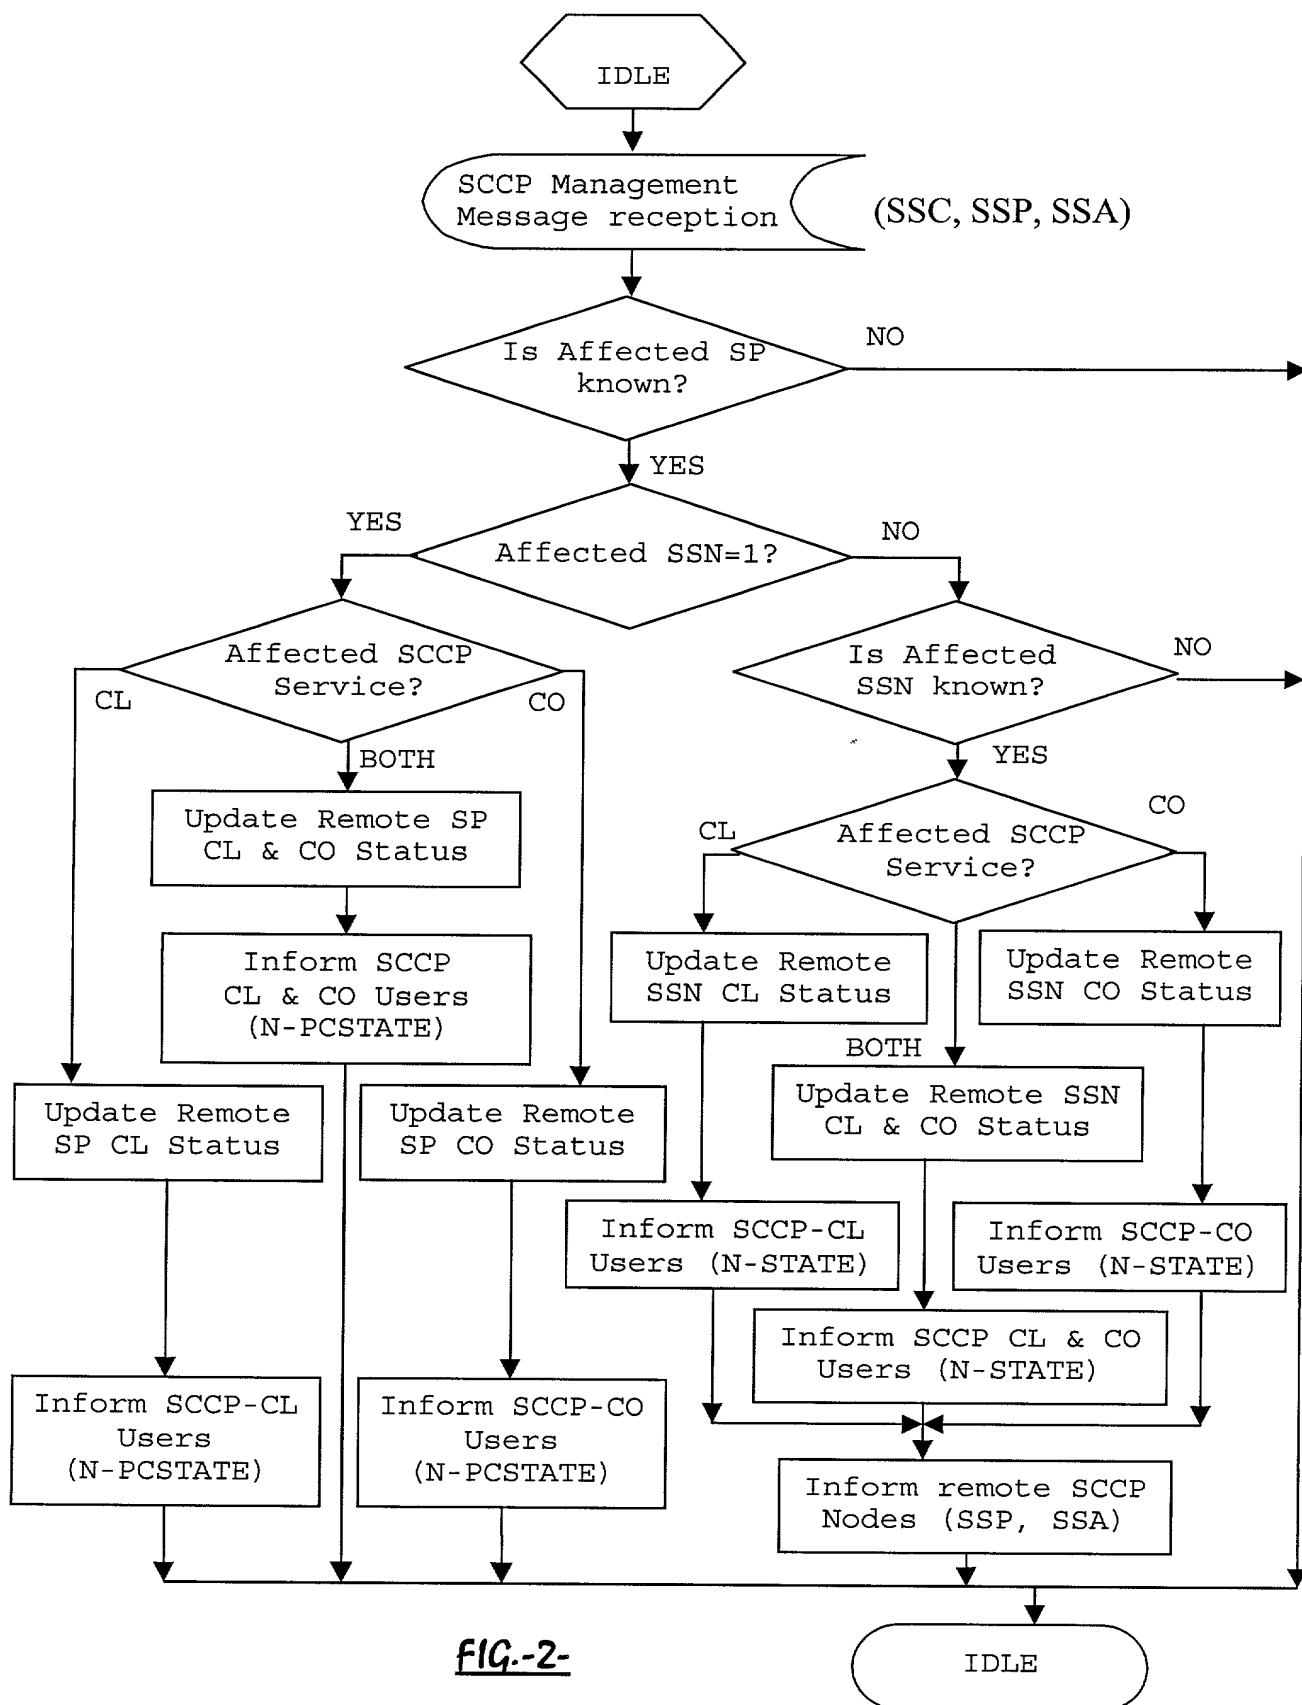 IDLE
SCCP Management
Message reception
(SSC, SSP, SSA)
Is Affected SP
known?
NO
YES
Affected SSN=1?
YES
NO
Affected SCCP
Service?
CL
CO
BOTH
Is Affected
SSN known?
NO
YES
Update Remote SP
CL & CO Status
Affected SCCP
Service?
CL
CO
BOTH
Inform SCCP
CL & CO Users
(N-PCSTATE)
Update Remote
SSN CL Status
Update Remote
SSN CO Status
Update Remote
SP CL Status
Update Remote
SP CO Status
Update Remote SSN
CL & CO Status
Inform SCCP-CL
Users (N-STATE)
Inform SCCP-CO
Users (N-STATE)
Inform SCCP CL & CO
Users (N-STATE)
Inform SCCP-CL
Users
(N-PCSTATE)
Inform SCCP-CO
Users
(N-PCSTATE)
Inform remote SCCP
Nodes (SSP, SSA)
IDLE
FIG.-2-